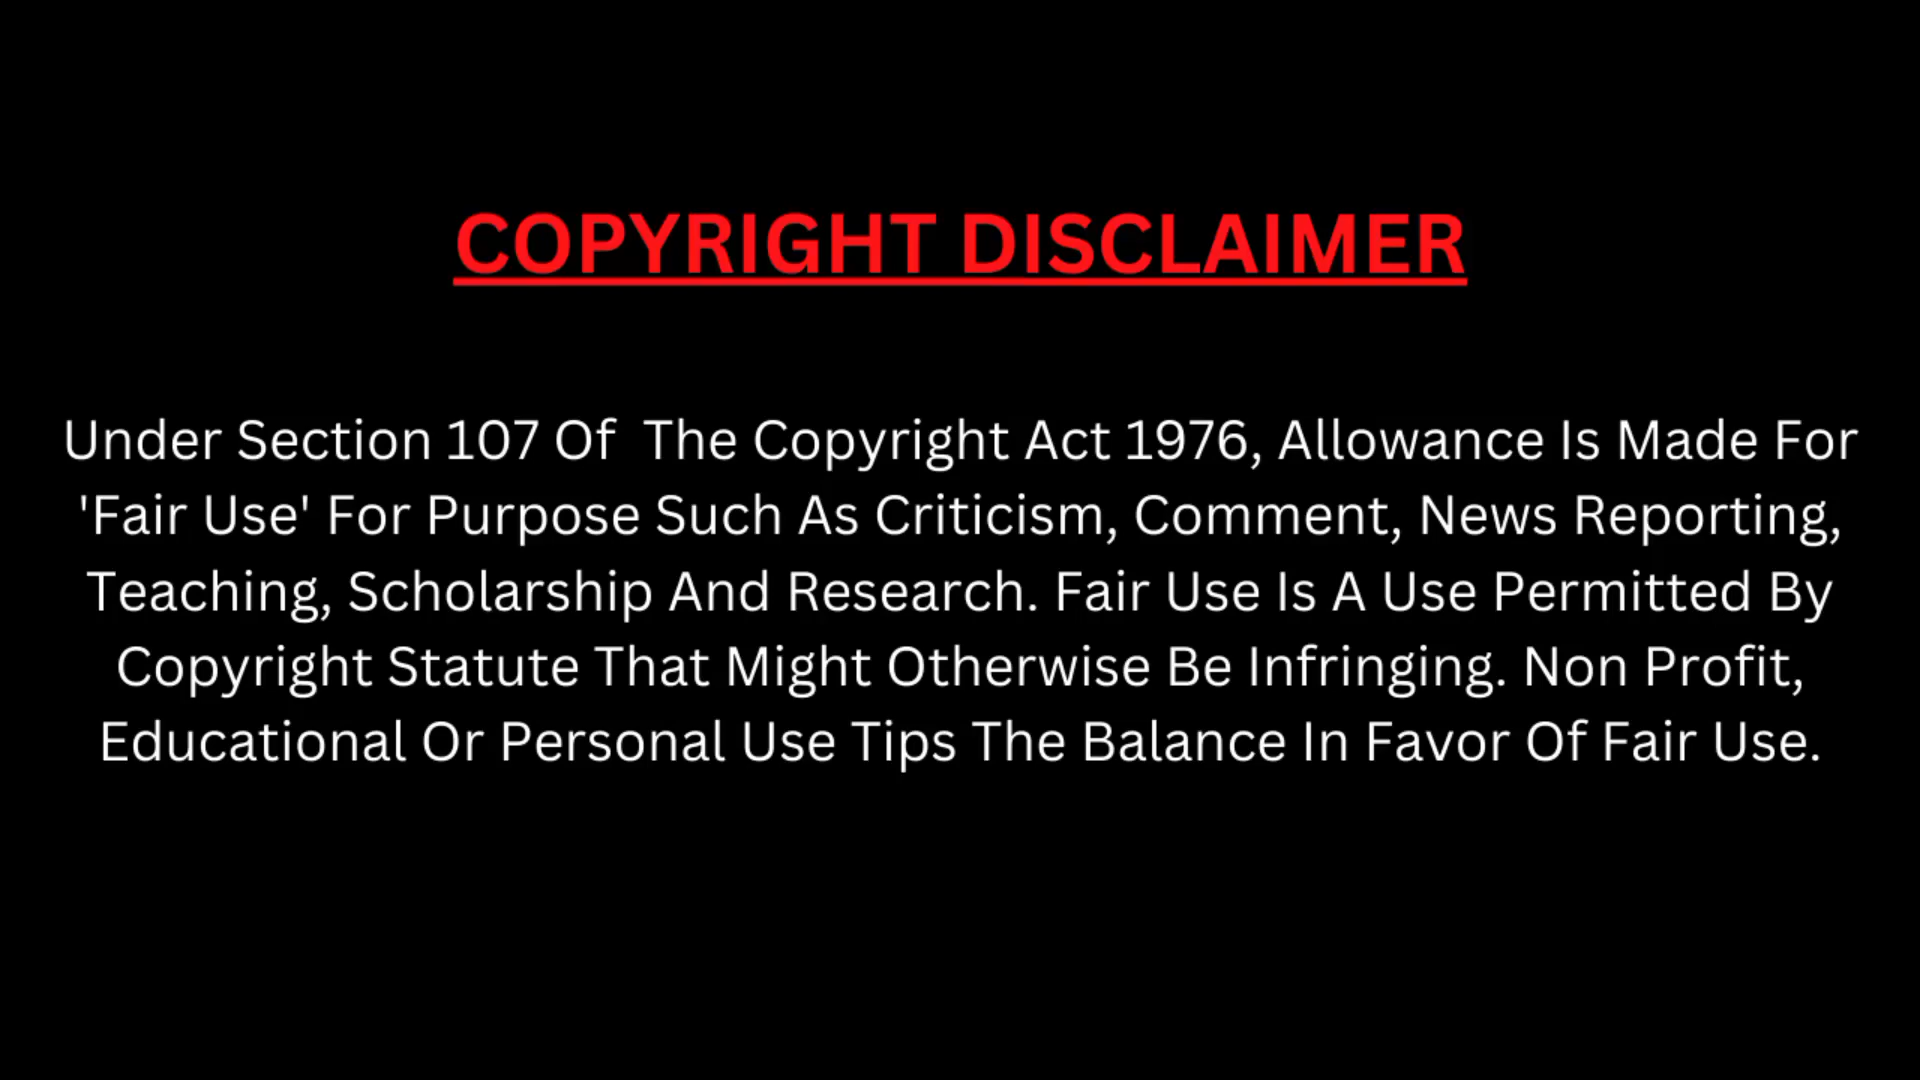 COPYRIGHT DISCLAIMER
Under Section 107 Of  The Copyright Act 1976, Allowance Is Made For
'Fair Use' For Purpose Such As Criticism, Comment, News Reporting,
Teaching, Scholarship And Research. Fair Use Is A Use Permitted By
Copyright Statute That Might Otherwise Be Infringing. Non Profit,
Educational Or Personal Use Tips The Balance In Favor Of Fair Use.